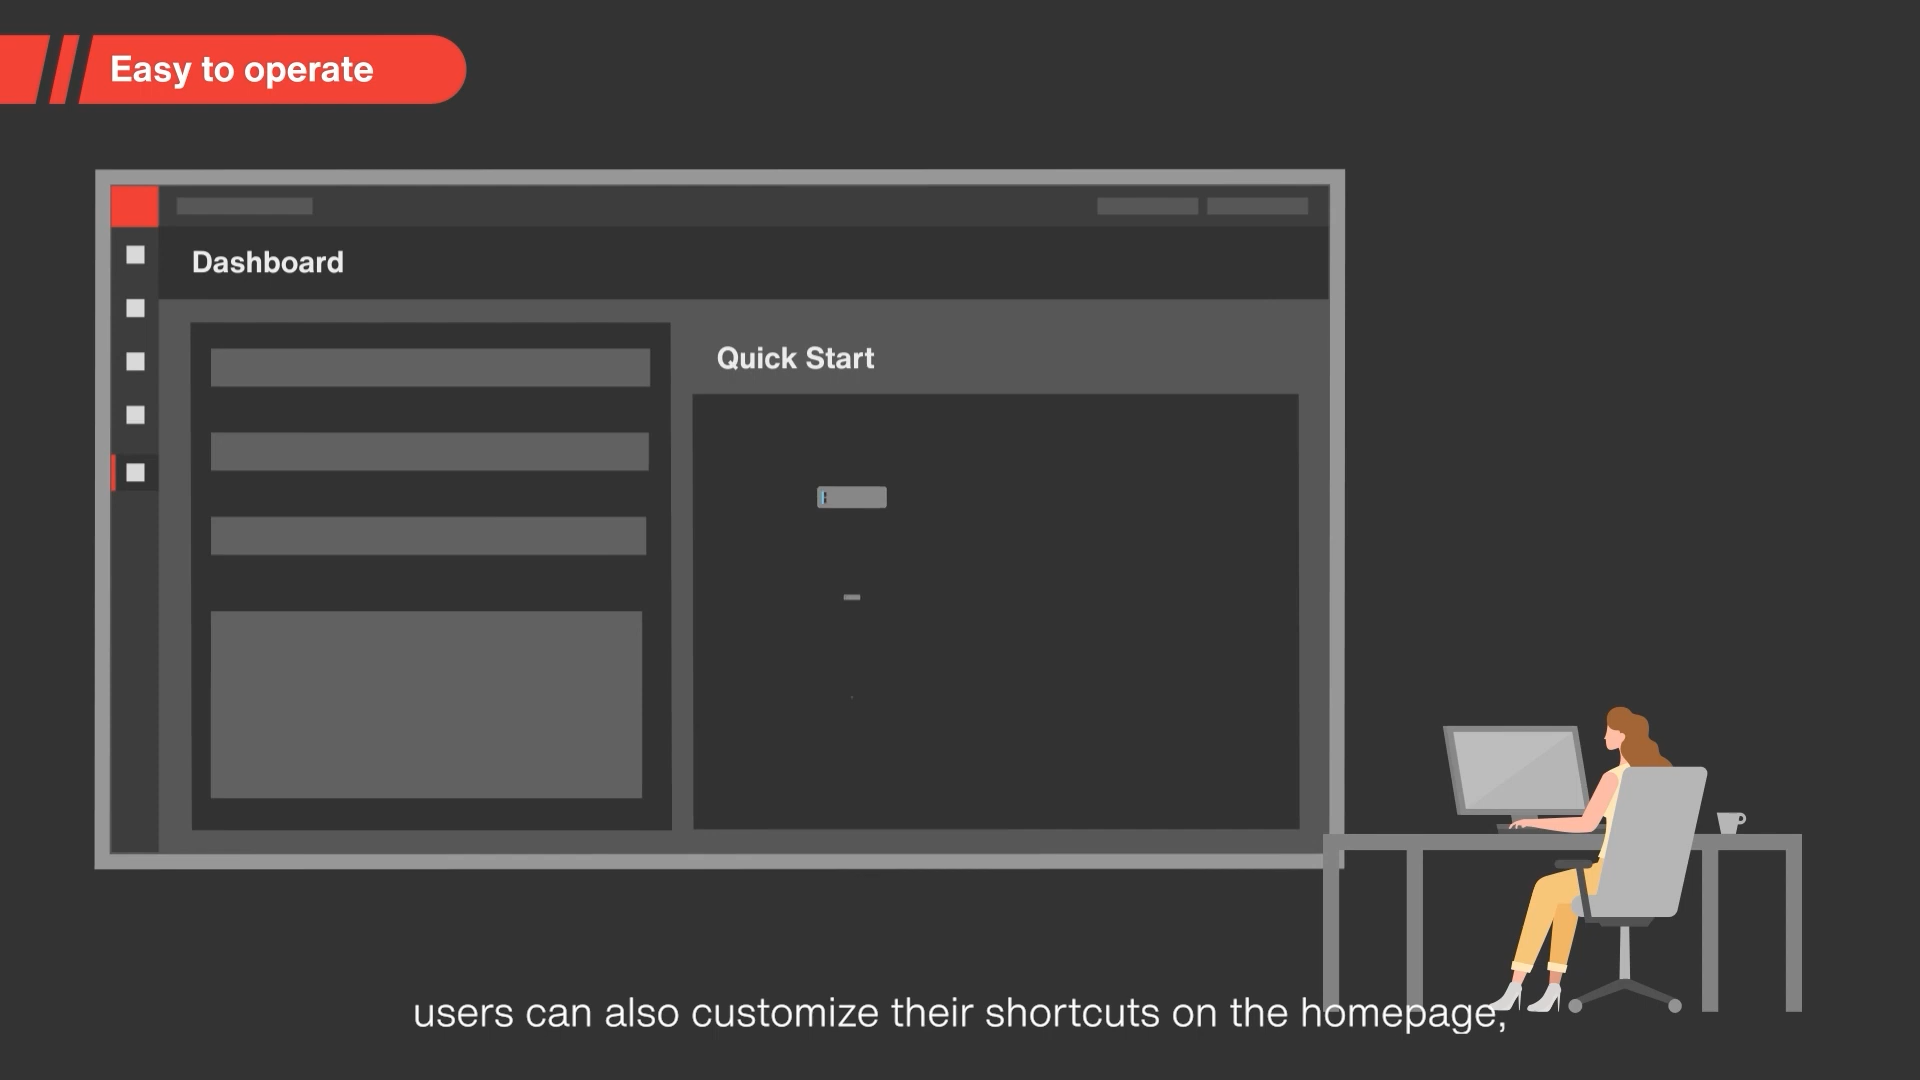 Easy to operate
Dashboard
Quick Start
users can also customize their shortcuts on the homepage,